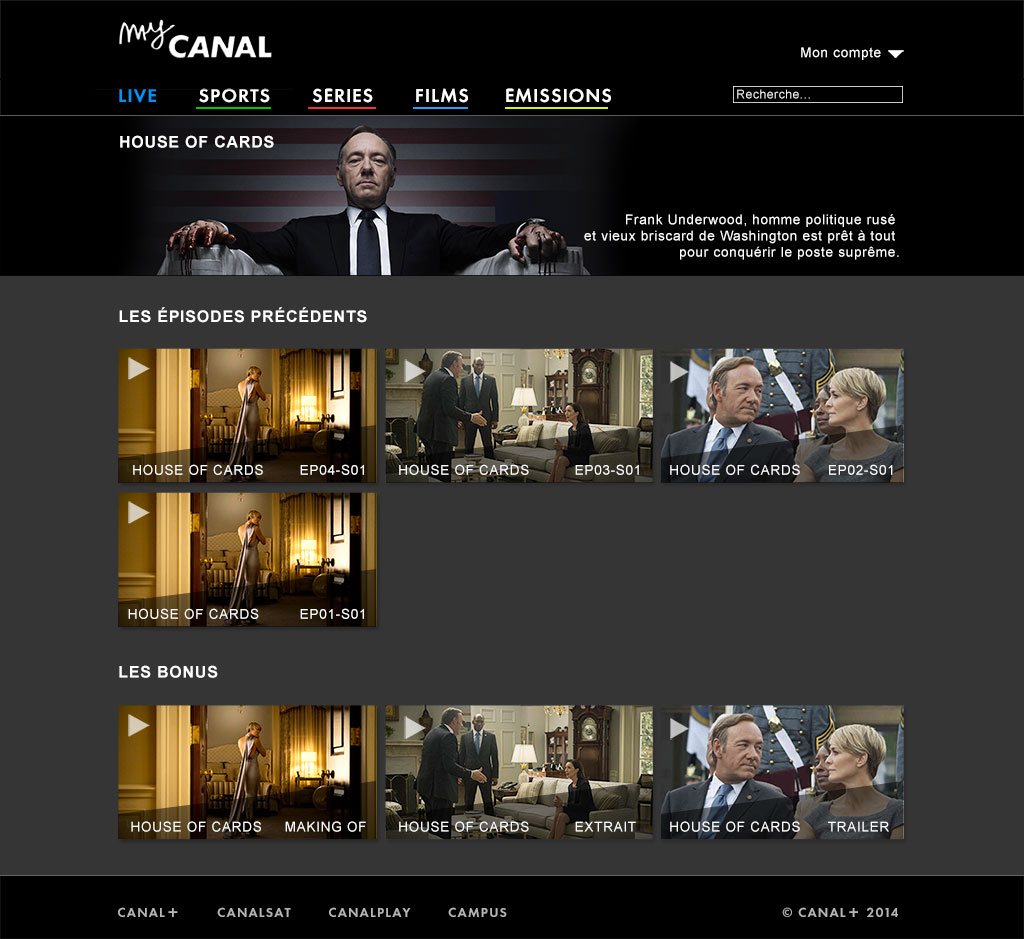 my CANAL
Mon compte
LIVE SPORTS SERIES FILMS EMISSIONS
Recherche...
HOUSE OF CARDS
Frank Underwood, homme politique rusé
et vieux briscard de Washington est prêt à tout
pour conquérir le poste suprême.
LES ÉPISODES PRÉCÉDENTS
HOUSE OF CARDS EP04-S01
HOUSE OF CARDS EP03-S01
HOUSE OF CARDS EP02-S01
HOUSE OF CARDS EP01-S01
LES BONUS
HOUSE OF CARDS MAKING OF
HOUSE OF CARDS EXTRAIT
HOUSE OF CARDS TRAILER
CANAL+ CANALSAT CANALPLAY CAMPUS © CANAL+ 2014